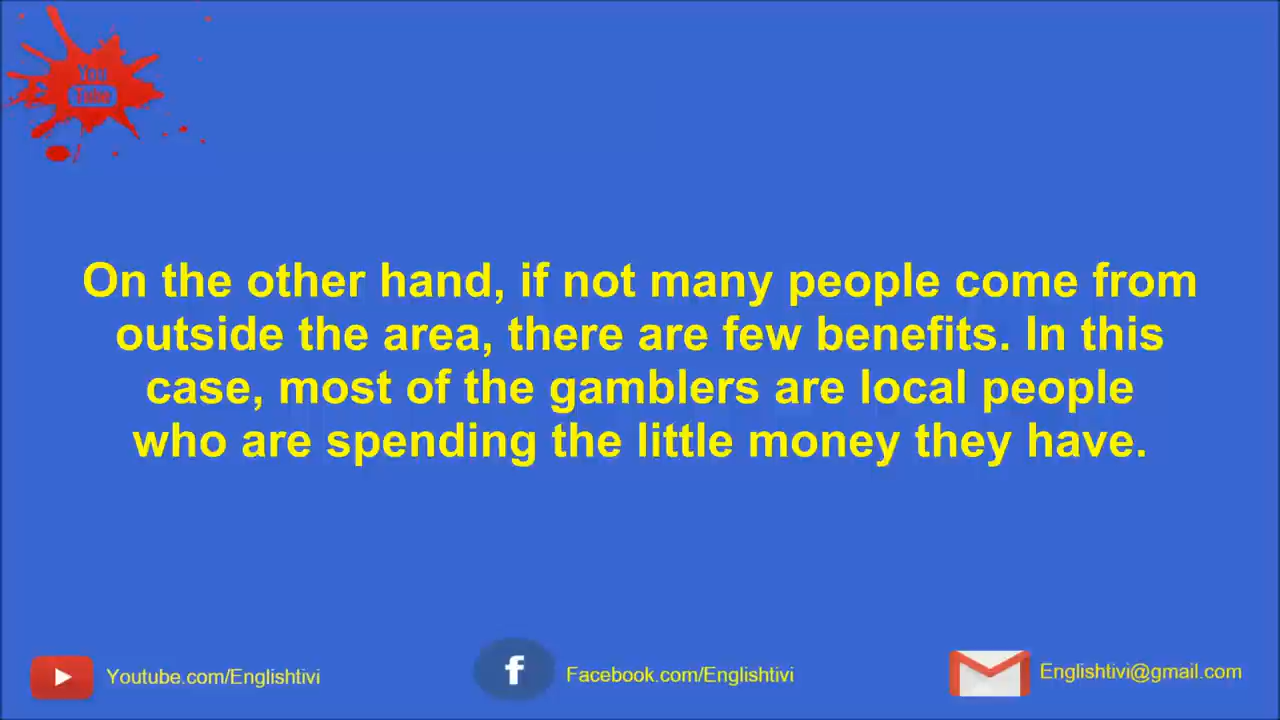 You
Tube
On the other hand, if not many people come from
outside the area, there are few benefits. In this
case, most of the gamblers are local people
who are spending the little money they have.
Youtube.com/Englishtivi
Facebook.com/Englishtivi
Englishtivi@gmail.com